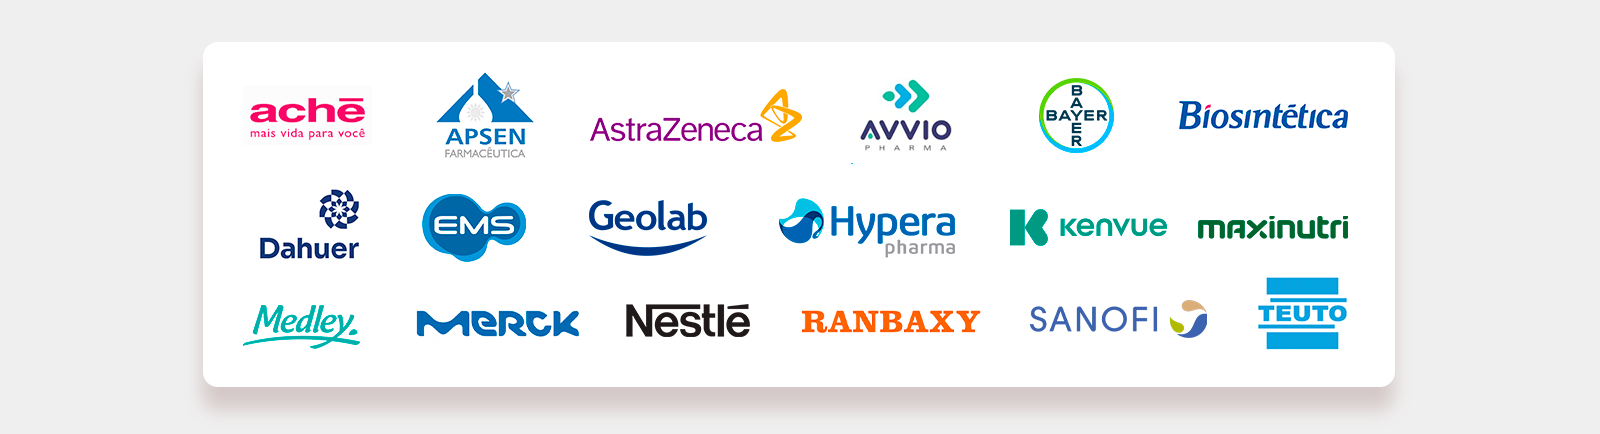 achē
mais vida para você
APSEN
FARMACÊUTICA
AstraZeneca
AVVIO
PHARMA
BAYER
BAYER
Biosintética
Dahuer
EMS
Geolab
Hypera
pharma
Kenvue
maxinutri
Medley.
MERCK
Nestlé
RANBAXY
SANOFI
TEUTO